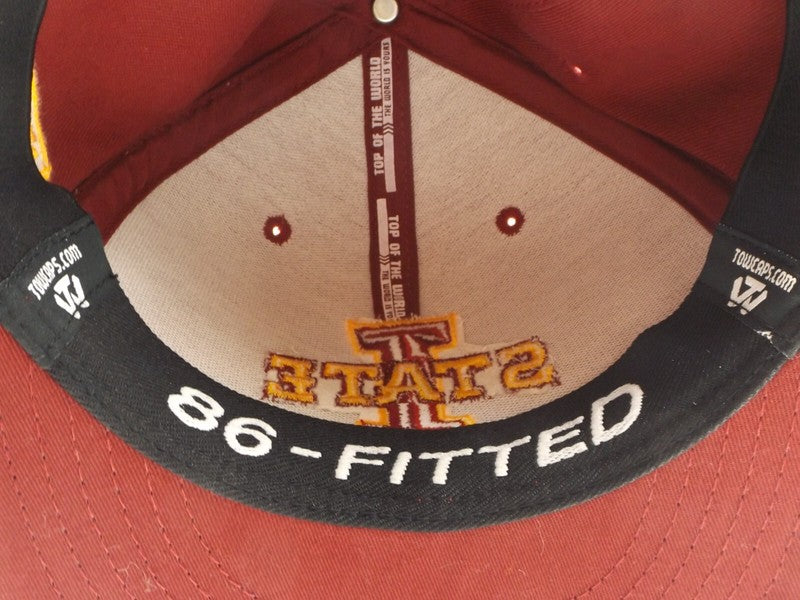 TOP OF THE WORLD
THE WORLD IS YOURS
TOP OF THE WORLD
THE WORLD IS YO
TOWCAPS.COM
TOWCAPS.COM
STATE
86-FITTED